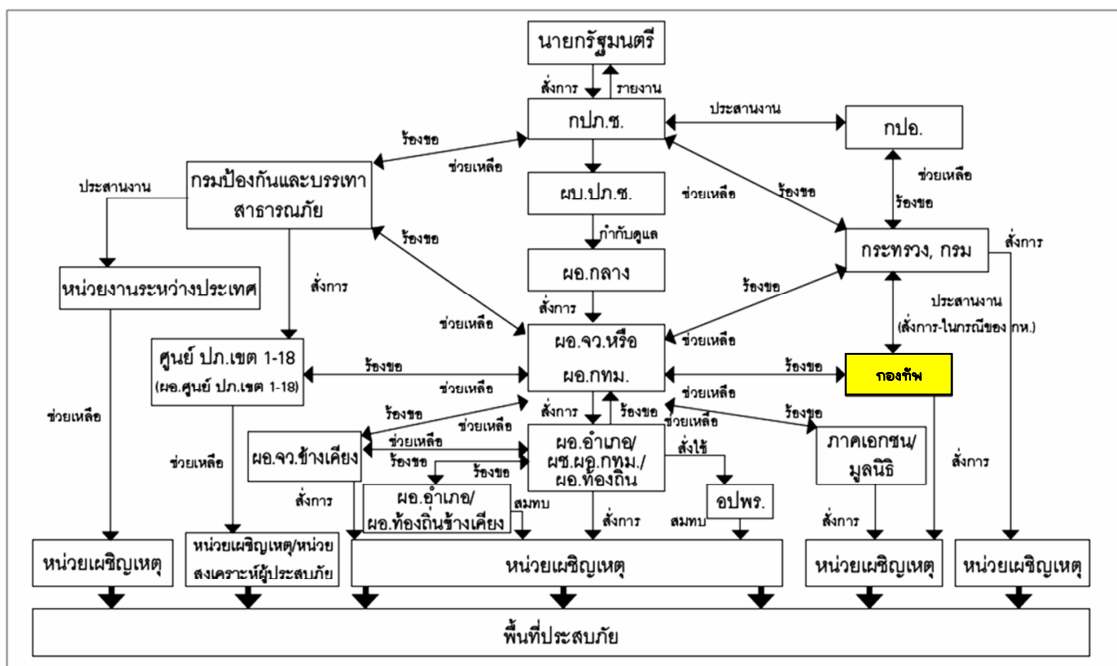 นายกรัฐมนตรี
สั่งการ
รายงาน
กปภ.ช.
ประสานงาน
กปอ.
ร้องขอ
ช่วยเหลือ
กรมป้องกันและบรรเทา
สาธารณภัย
ประสานงาน
ผบ.ปภ.ช.
ช่วยเหลือ
ร้องขอ
ช่วยเหลือ
ร้องขอ
กำกับดูแล
ร้องขอ
กระทรวง, กรม
สั่งการ
หน่วยงานระหว่างประเทศ
สั่งการ
ผอ.กลาง
ร้องขอ
สั่งการ
ประสานงาน
(สั่งการ-ในกรณีของ กห.)
ช่วยเหลือ
ผอ.จว.หรือ
ผอ.กทม.
ช่วยเหลือ
ศูนย์ ปภ.เขต 1-18
(ผอ.ศูนย์ ปภ.เขต 1-18)
ร้องขอ
ร้องขอ
กองทัพ
ช่วยเหลือ
ช่วยเหลือ
ช่วยเหลือ
ร้องขอ
ช่วยเหลือ
สั่งการ
ร้องขอ
ช่วยเหลือ
ร้องขอ
ผอ.จว.ข้างเคียง
ช่วยเหลือ
ร้องขอ
ร้องขอ
ผอ.อำเภอ/
ผช.ผอ.กทม./
ผอ.ท้องถิ่น
สั่งใช้
ภาคเอกชน/
มูลนิธิ
ช่วยเหลือ
สั่งการ
สั่งการ
ผอ.อำเภอ/
ผอ.ท้องถิ่นข้างเคียง
สมทบ
สั่งการ
สมทบ
อปพร.
สั่งการ
หน่วยเผชิญเหตุ
หน่วยเผชิญเหตุ/หน่วย
สงเคราะห์ผู้ประสบภัย
หน่วยเผชิญเหตุ
หน่วยเผชิญเหตุ
หน่วยเผชิญเหตุ
พื้นที่ประสบภัย